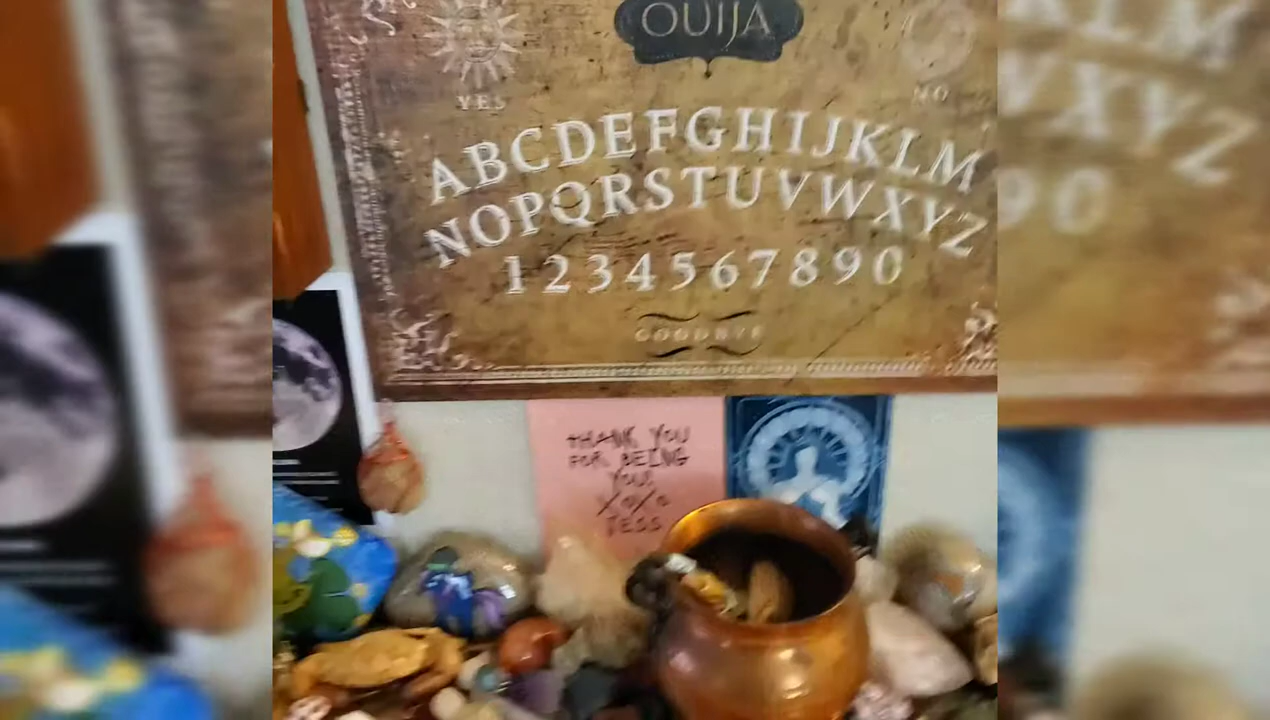 OUIJA
YES NO
ABCDEFGHIJKLM
NOPQRSTUVWXYZ
1234567890
GOODBYE
THANK YOU
FOR BEING
YOU!
XOXO
TESS